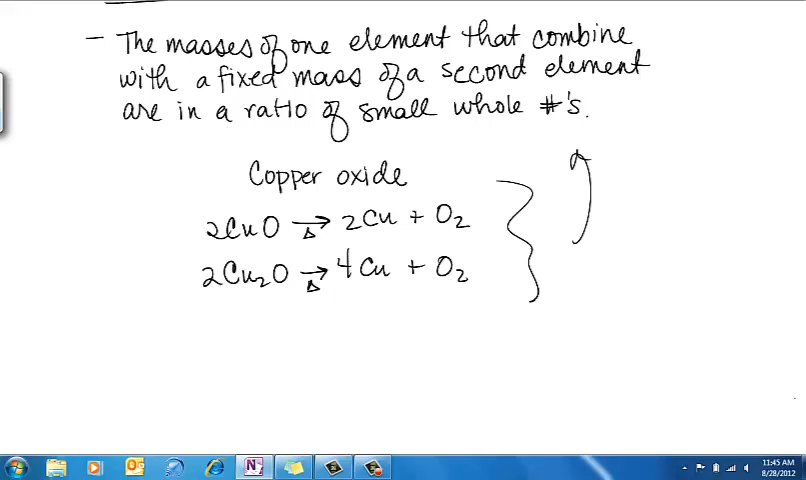 – The masses of one element that combine
with a fixed mass of a second element
are in a ratio of small whole #'s.
Copper oxide
2CuO →Δ 2Cu + O₂
2Cu₂O →Δ 4Cu + O₂
11:45 AM
8/28/2012